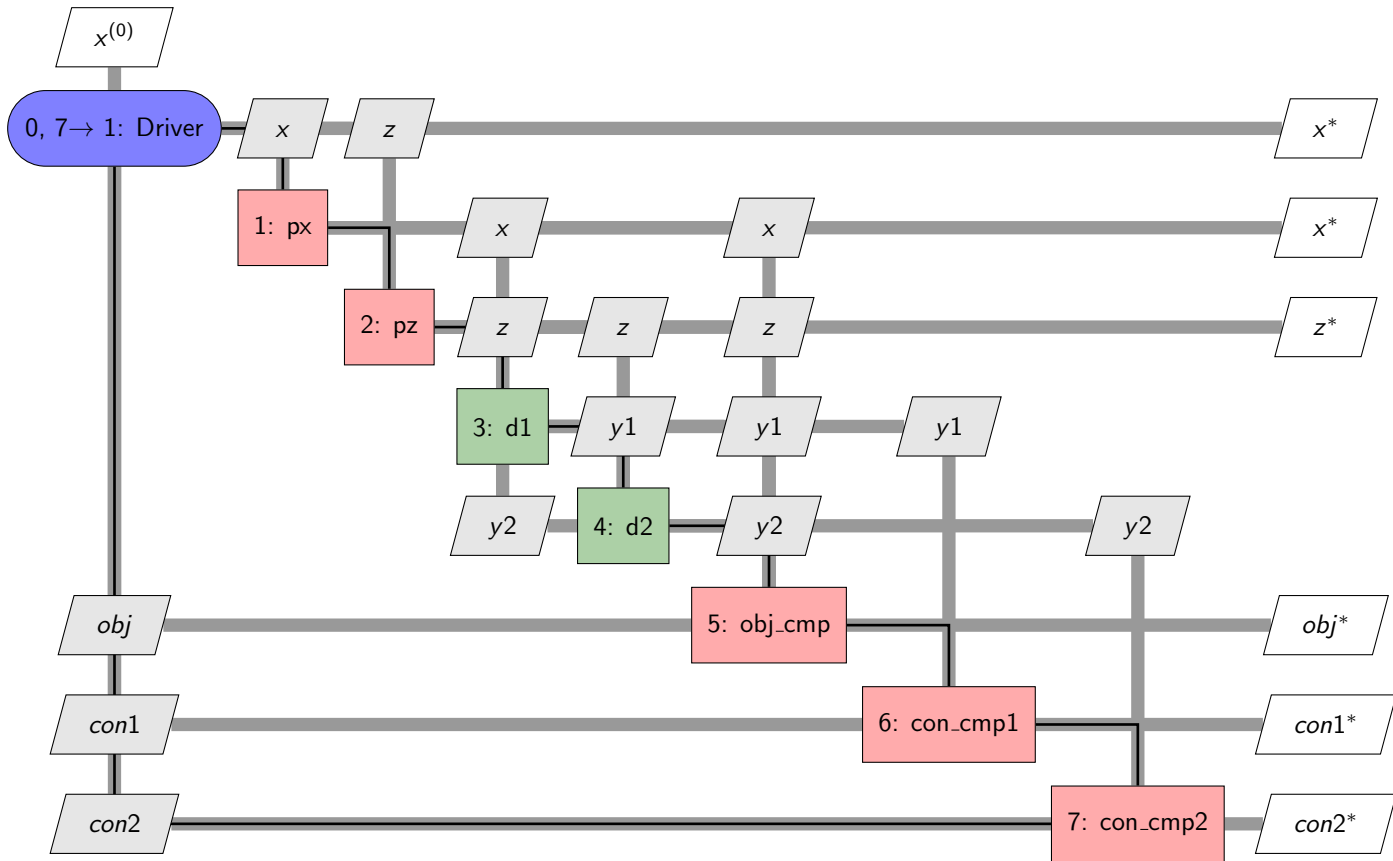 x^(0)
0, 7→ 1: Driver
x
z
x*
1: px
x
x
x*
2: pz
z
z
z
z*
3: d1
y1
y1
y1
y2
4: d2
y2
y2
obj
5: obj_cmp
obj*
con1
6: con_cmp1
con1*
con2
7: con_cmp2
con2*